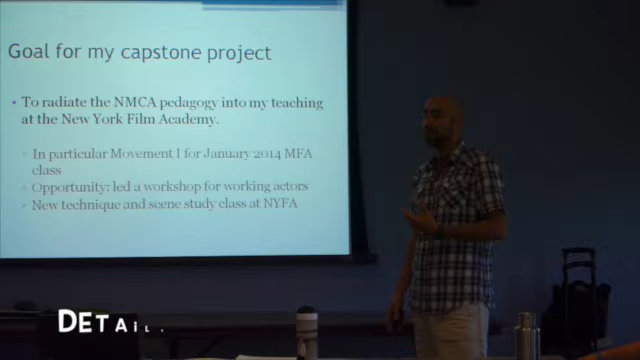 Goal for my capstone project
• To radiate the NMCA pedagogy into my teaching
at the New York Film Academy.
▫ In particular Movement I for January 2014 MFA
class
▫ Opportunity: led a workshop for working actors
▫ New technique and scene study class at NYFA
DETAIL